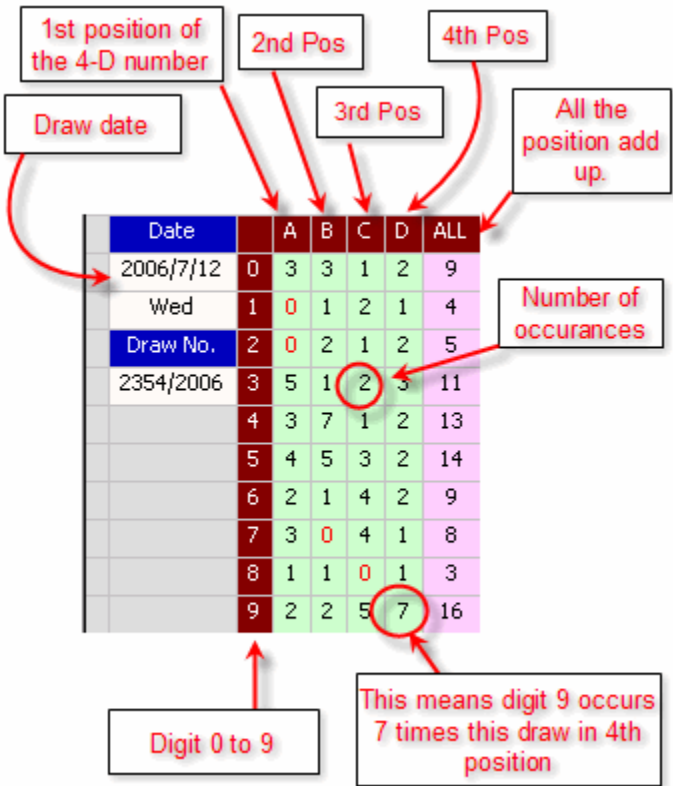 1st position of
the 4-D number
2nd Pos
4th Pos
3rd Pos
Draw date
All the
position add
up.
Date A B C D ALL
2006/7/12 0 3 3 1 2 9
Wed 1 0 1 2 1 4
Draw No. 2 0 2 1 2 5
2354/2006 3 5 1 2 3 11
4 3 7 1 2 13
5 4 5 3 2 14
6 2 1 4 2 9
7 3 0 4 1 8
8 1 1 0 1 3
9 2 2 5 7 16
Number of
occurances
Digit 0 to 9
This means digit 9 occurs
7 times this draw in 4th
position